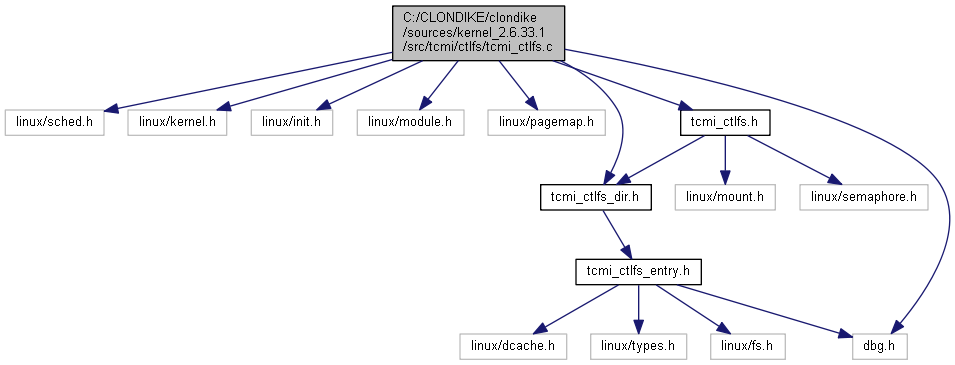 C:/CLONDIKE/clondike
/sources/kernel_2.6.33.1
/src/tcmi/ctlfs/tcmi_ctlfs.c
linux/sched.h
linux/kernel.h
linux/init.h
linux/module.h
linux/pagemap.h
tcmi_ctlfs.h
tcmi_ctlfs_dir.h
linux/mount.h
linux/semaphore.h
tcmi_ctlfs_entry.h
linux/dcache.h
linux/types.h
linux/fs.h
dbg.h